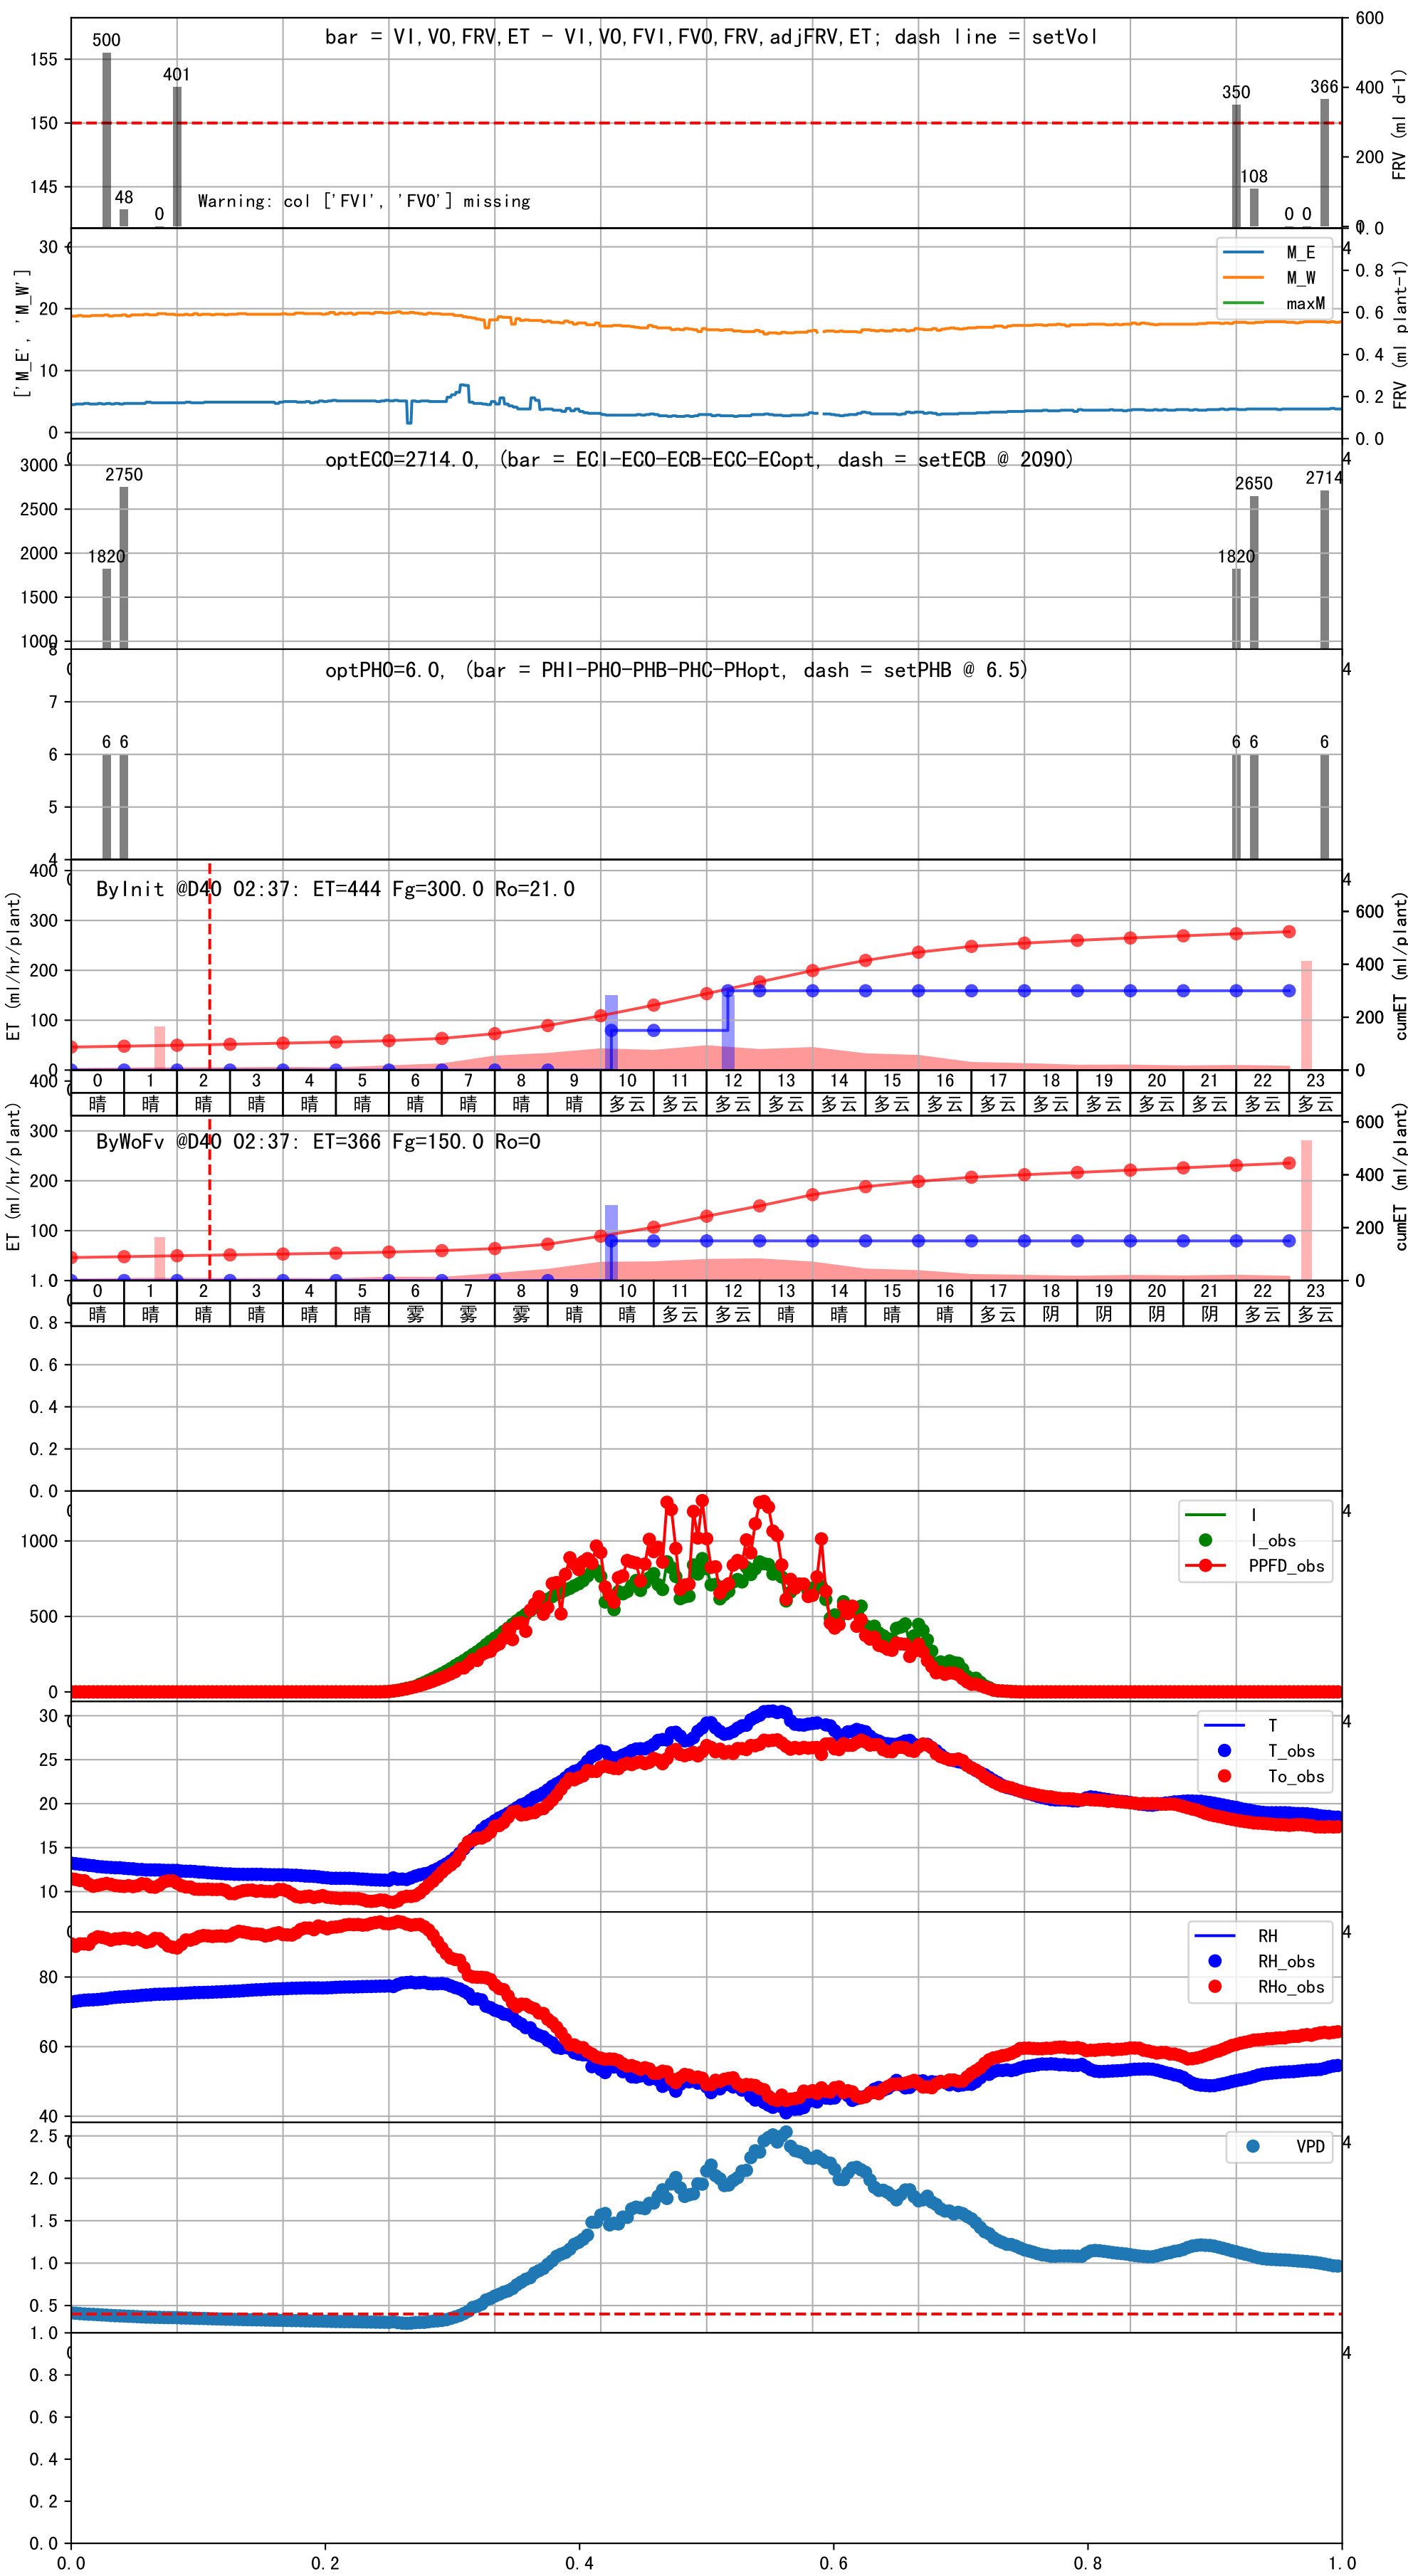 bar = VI,VO,FRV,ET - VI,VO,FVI,FVO,FRV,adjFRV,ET; dash line = setVol
500
48
0
401
350
108
0
0
366
Warning: col ['FVI', 'FVO'] missing
155
150
145
600
400
200
FRV (ml d-1)
['M_E', 'M_W']
30
20
10
0
M_E
M_W
maxM
1.0
0.8
0.6
0.4
0.2
0.0
FRV (ml plant-1)
optECO=2714.0, (bar = ECI-ECO-ECB-ECC-ECopt, dash = setECB @ 2090)
3000
2500
2000
1500
1000
1820
2750
1820
2650
2714
optPHO=6.0, (bar = PHI-PHO-PHB-PHC-PHopt, dash = setPHB @ 6.5)
8
7
6
5
4
6 6
6 6
6
ByInit @D40 02:37: ET=444 Fg=300.0 Ro=21.0
ET (ml/hr/plant)
400
300
200
100
0
cumET (ml/plant)
600
400
200
0
0 1 2 3 4 5 6 7 8 9 10 11 12 13 14 15 16 17 18 19 20 21 22 23
晴 晴 晴 晴 晴 晴 晴 晴 晴 晴 多云 多云 多云 多云 多云 多云 多云 多云 多云 多云 多云 多云 多云 多云
ByWoFv @D40 02:37: ET=366 Fg=150.0 Ro=0
ET (ml/hr/plant)
400
300
200
100
cumET (ml/plant)
600
400
200
0
0 1 2 3 4 5 6 7 8 9 10 11 12 13 14 15 16 17 18 19 20 21 22 23
晴 晴 晴 晴 晴 晴 雾 雾 雾 晴 晴 多云 多云 晴 晴 晴 晴 多云 阴 阴 阴 阴 多云 多云
1.0
0.8
0.6
0.4
0.2
0.0
1000
500
0
I
I_obs
PPFD_obs
30
25
20
15
10
T
T_obs
To_obs
80
60
40
RH
RH_obs
RHo_obs
2.5
2.0
1.5
1.0
0.5
VPD
1.0
0.8
0.6
0.4
0.2
0.0
0.0 0.2 0.4 0.6 0.8 1.0